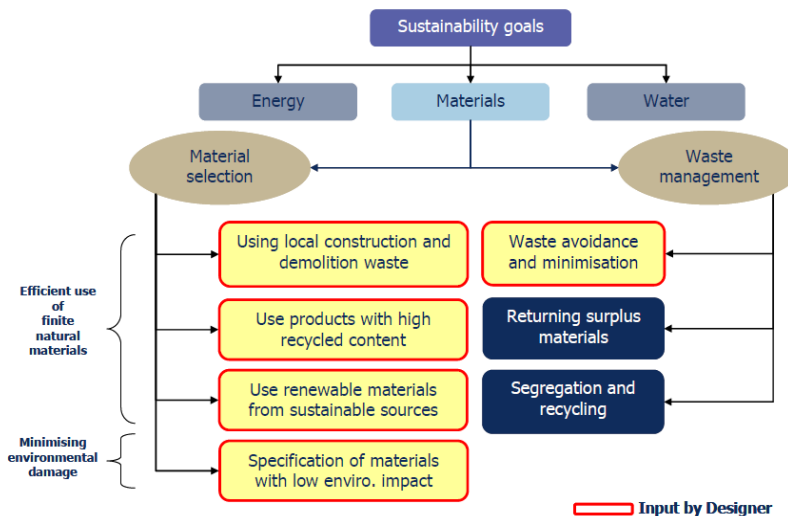 Sustainability goals
Energy
Materials
Water
Material
selection
Waste
management
Using local construction and
demolition waste
Waste avoidance
and minimisation
Efficient use
of
finite
natural
materials
Use products with high
recycled content
Returning surplus
materials
Use renewable materials
from sustainable sources
Segregation and
recycling
Minimising
environmental
damage
Specification of materials
with low enviro. impact
Input by Designer